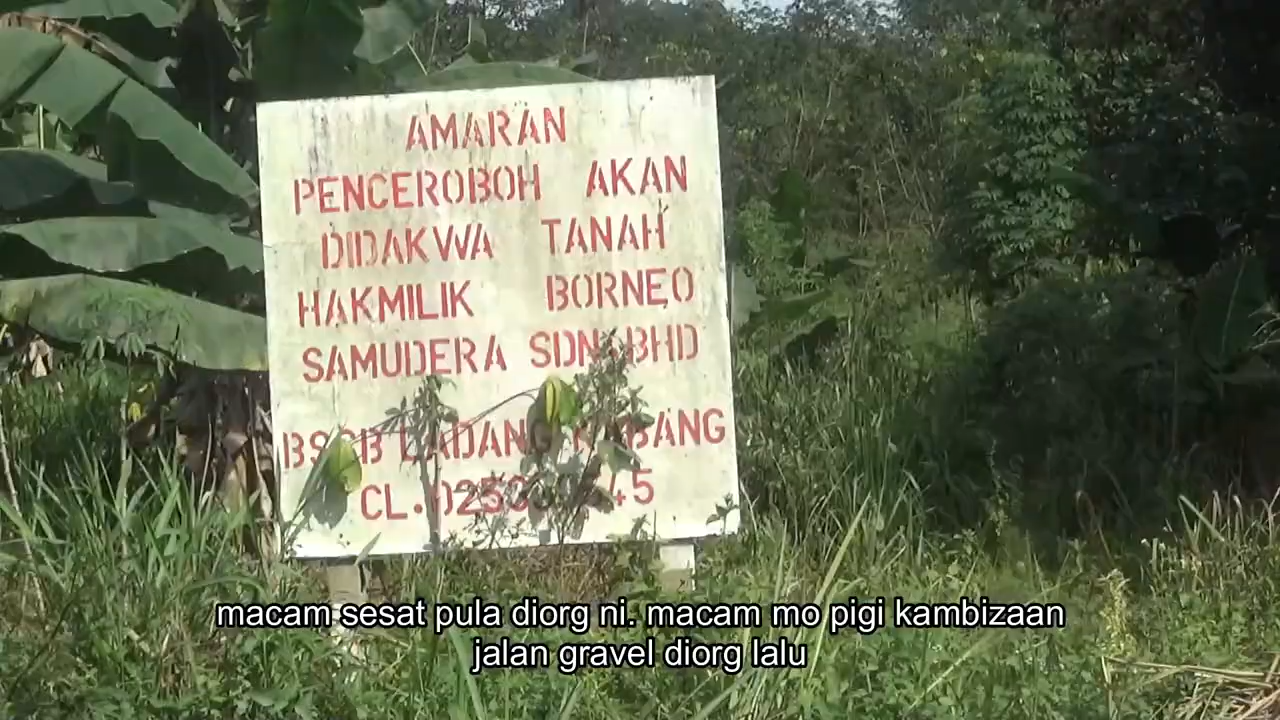 AMARAN
PENCEROBOH AKAN
DIDAKWA TANAH
HAKMILIK BORNEO
SAMUDERA SDN BHD
LADANG
macam sesat pula diorg ni. macam mo pigi kambizaan
jalan gravel diorg lalu